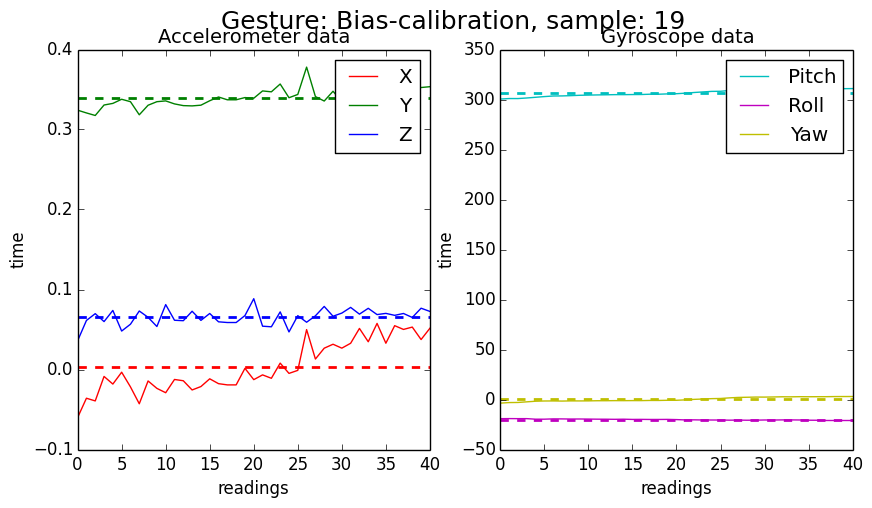 Gesture: Bias-calibration, sample: 19
Accelerometer data
0.4
0.3
0.2
0.1
0.0
−0.1
time
0
5
10
15
20
25
30
35
40
readings
X
Y
Z
Gyroscope data
350
300
250
200
150
100
50
0
−50
time
0
5
10
15
20
25
30
35
40
readings
Pitch
Roll
Yaw